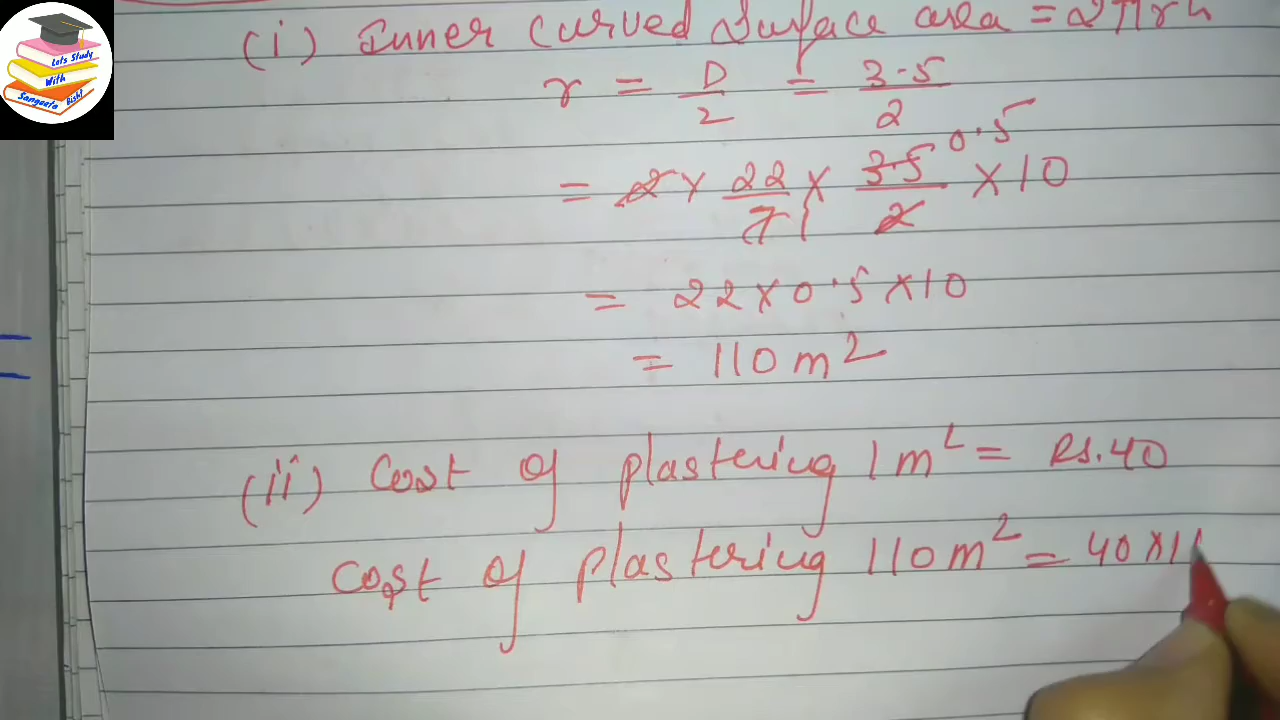 Lets Study
With
Sangeeta Bisht
(i) Inner curved surface area = 2πrh
r = D/2 = 3.5/2
= 2 × 22/7 × 3.5/2 × 10
0.5
1
= 22 × 0.5 × 10
= 110 m²
(ii) Cost of plastering 1 m² = Rs. 40
Cost of plastering 110 m² = 40 × 11